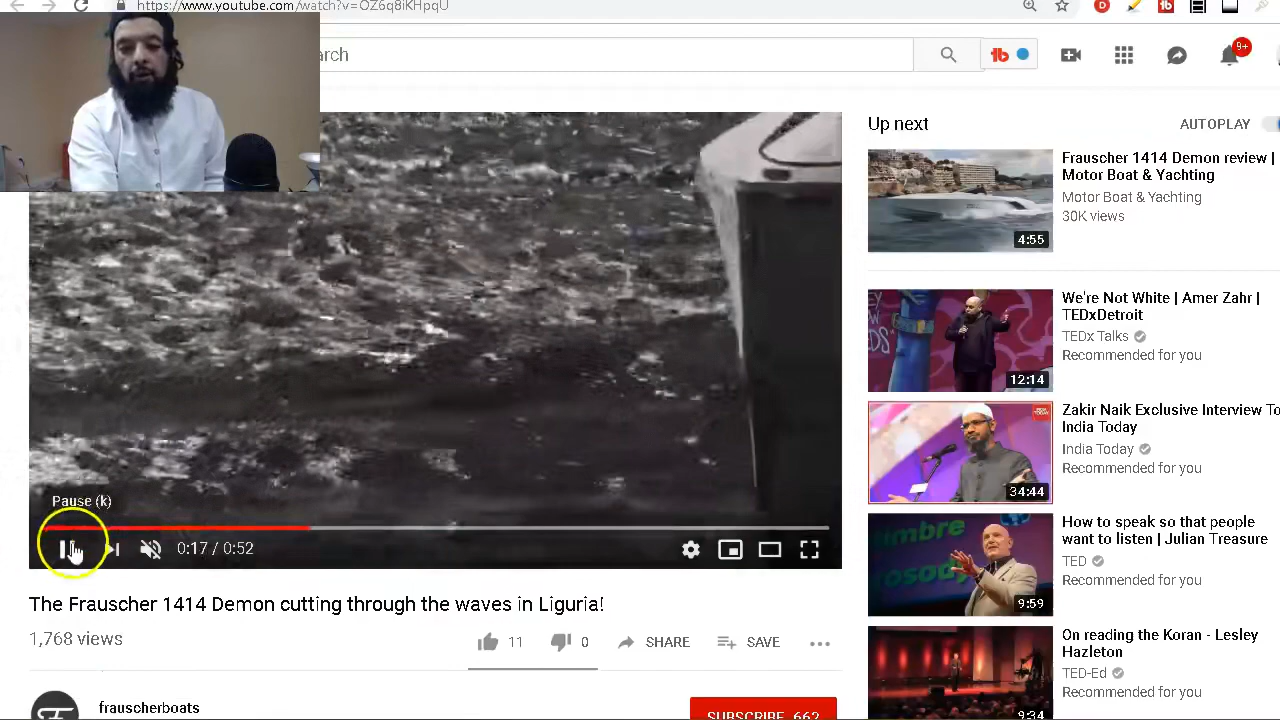 https://www.youtube.com/watch?v=OZ6q8iKHpqU
arch
9+
Up next
AUTOPLAY
Frauscher 1414 Demon review |
Motor Boat & Yachting
Motor Boat & Yachting
30K views
4:55
We're Not White | Amer Zahr |
TEDxDetroit
TEDx Talks
Recommended for you
12:14
Zakir Naik Exclusive Interview To
India Today
India Today
Recommended for you
34:44
How to speak so that people
want to listen | Julian Treasure
TED
Recommended for you
9:59
On reading the Koran - Lesley
Hazleton
TED-Ed
Recommended for you
9:34
Pause (k)
0:17 / 0:52
The Frauscher 1414 Demon cutting through the waves in Liguria!
1,768 views
11
0
SHARE
SAVE
frauscherboats
SUBSCRIBE 662